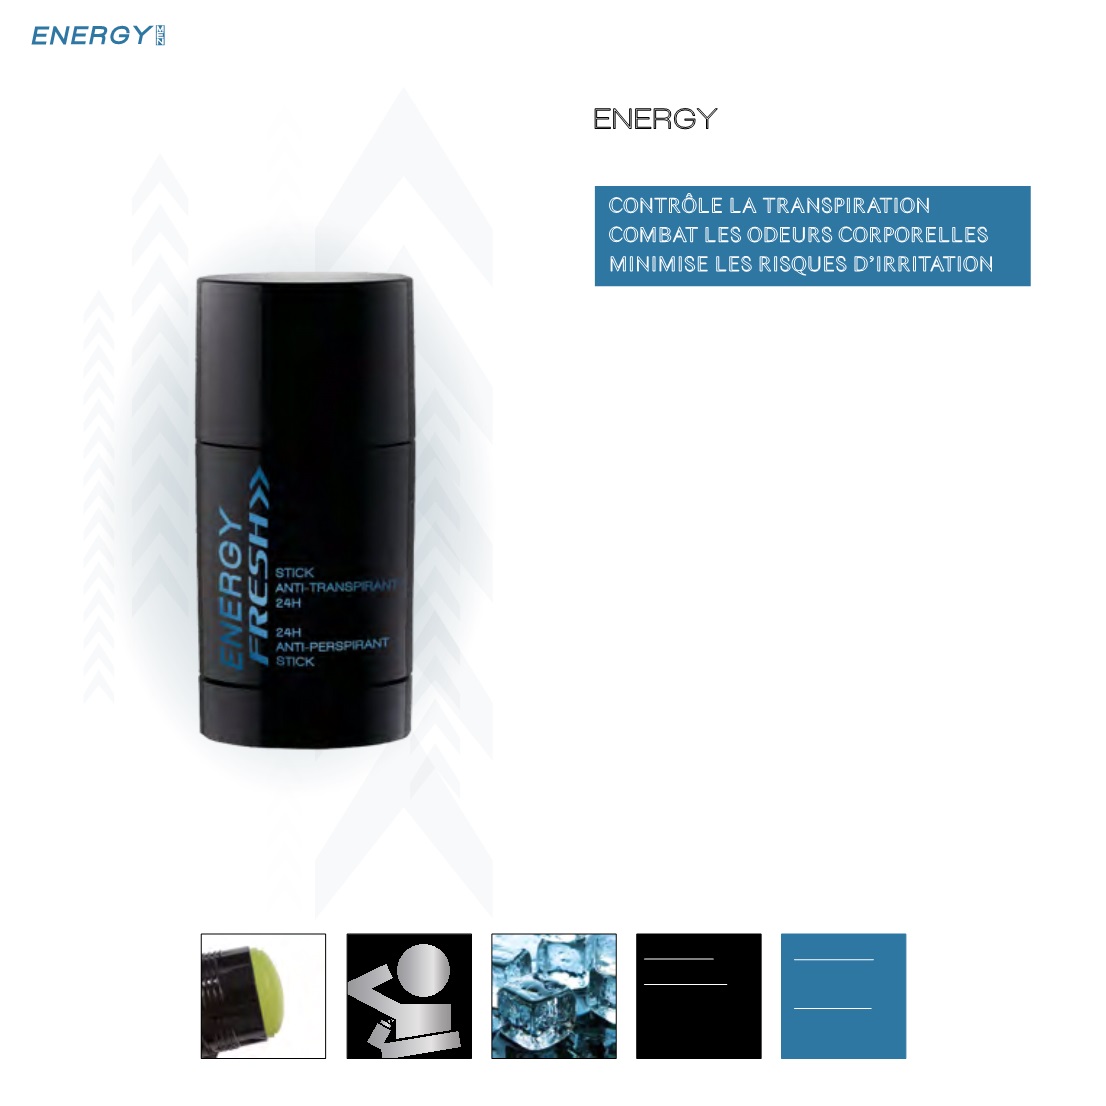 ENERGY MEN
ENERGY
CONTRÔLE LA TRANSPIRATION
COMBAT LES ODEURS CORPORELLES
MINIMISE LES RISQUES D’IRRITATION
ENERGY
FRESH
STICK
ANTI-TRANSPIRANT
24H
24H
ANTI-PERSPIRANT
STICK